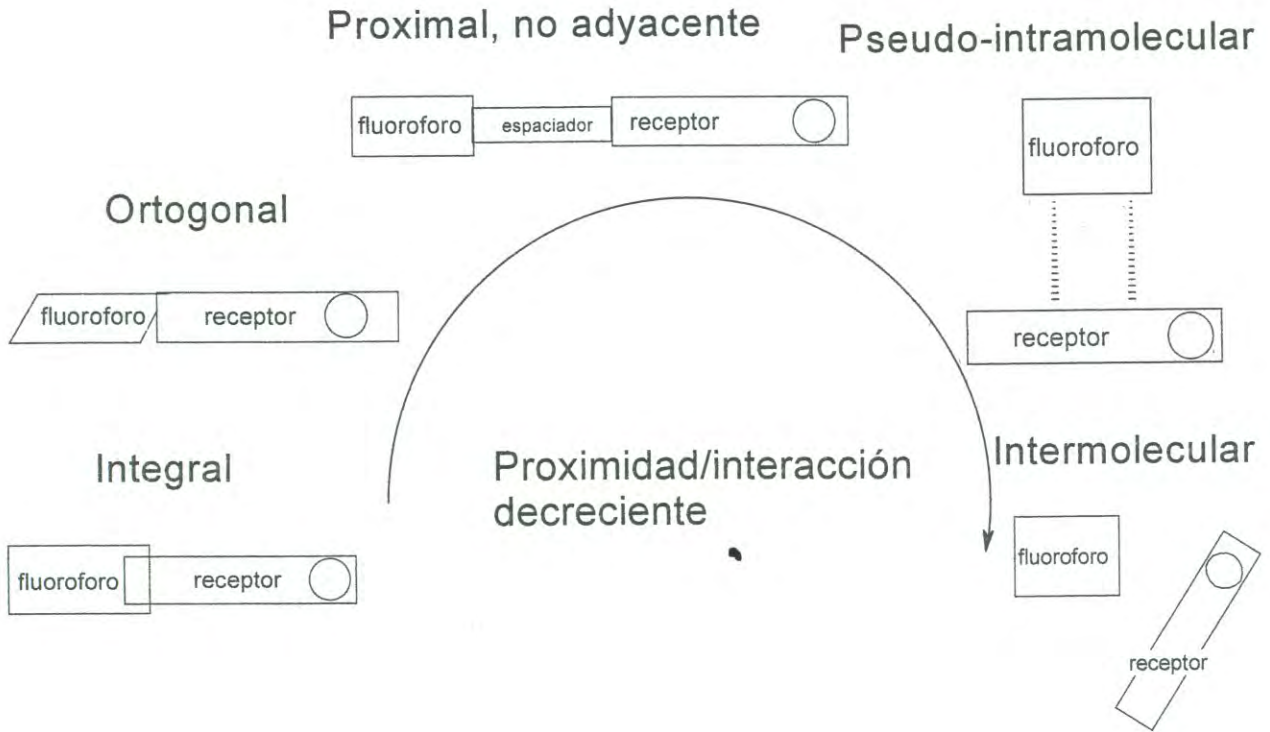 Proximal, no adyacente
Pseudo-intramolecular
fluoroforo
espaciador
receptor
fluoroforo
Ortogonal
fluoroforo
receptor
receptor
Integral
Proximidad/interacción
decreciente
Intermolecular
fluoroforo
receptor
fluoroforo
receptor